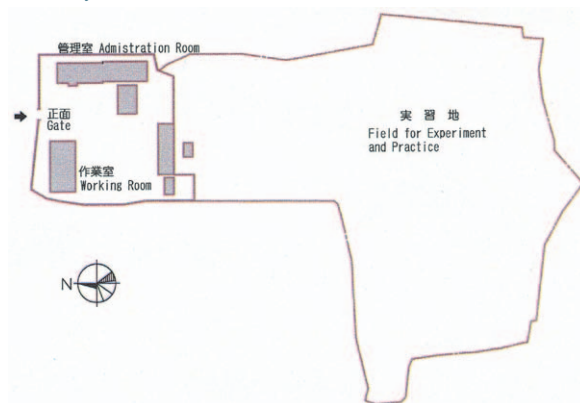 管理室 Admistration Room
正面
Gate
作業室
Working Room
実習地
Field for Experiment
and Practice
N